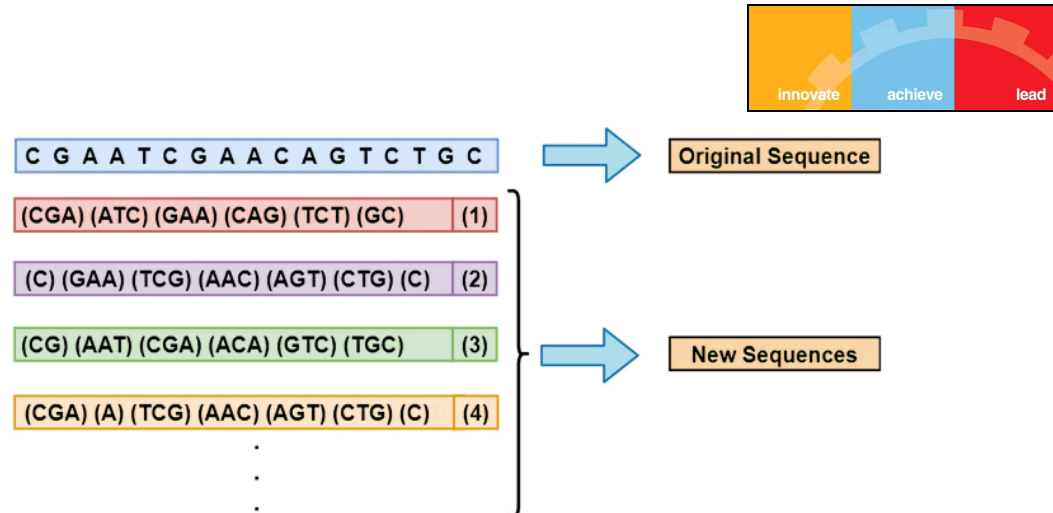 innovate achieve lead
C G A A T C G A A C A G T C T G C
Original Sequence
(CGA) (ATC) (GAA) (CAG) (TCT) (GC) (1)
(C) (GAA) (TCG) (AAC) (AGT) (CTG) (C) (2)
(CG) (AAT) (CGA) (ACA) (GTC) (TGC) (3)
New Sequences
(CGA) (A) (TCG) (AAC) (AGT) (CTG) (C) (4)
.
.
.